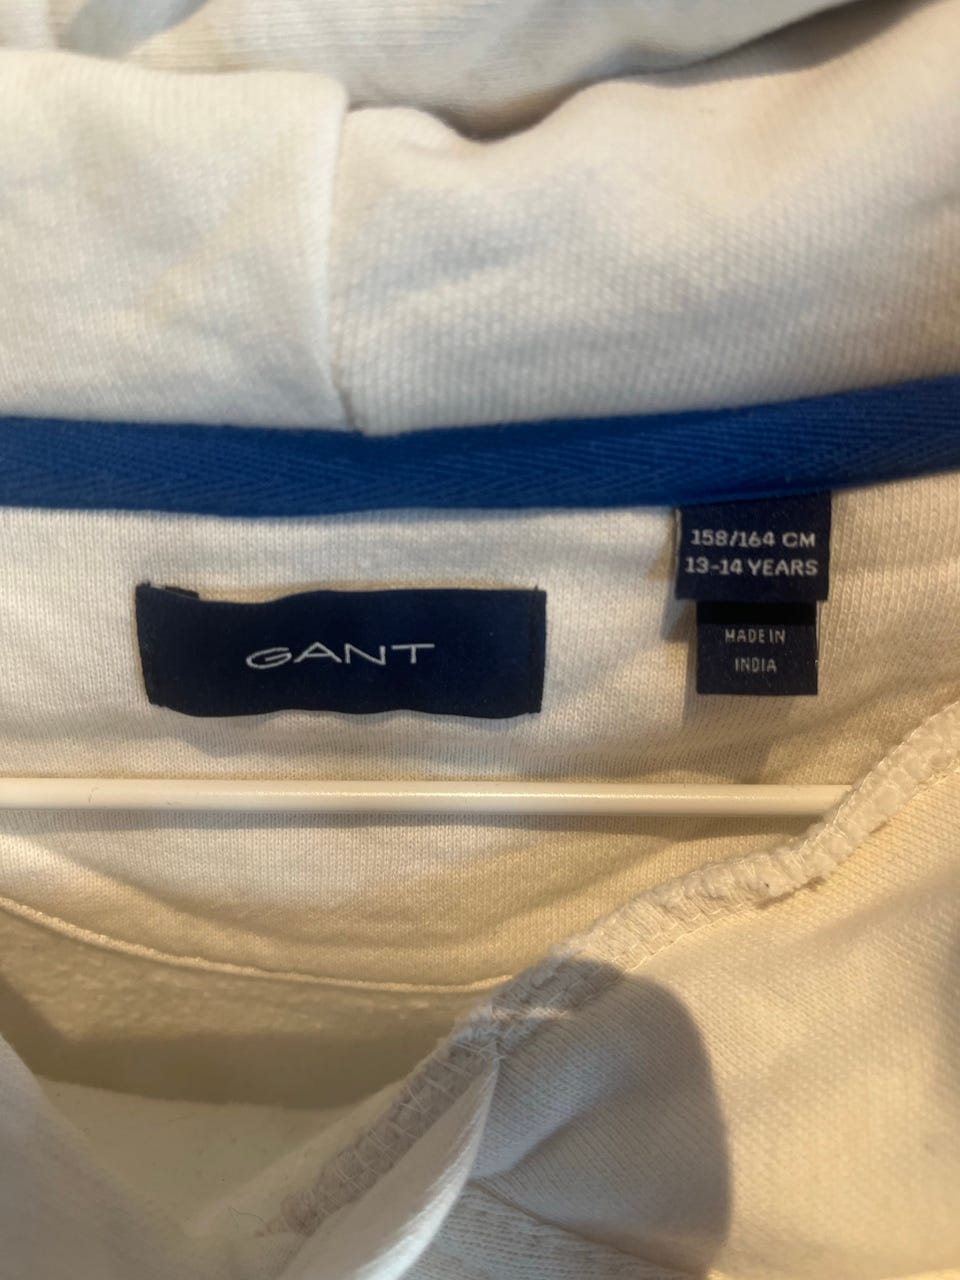 GANT
158/164 CM
13-14 YEARS
MADE IN
INDIA